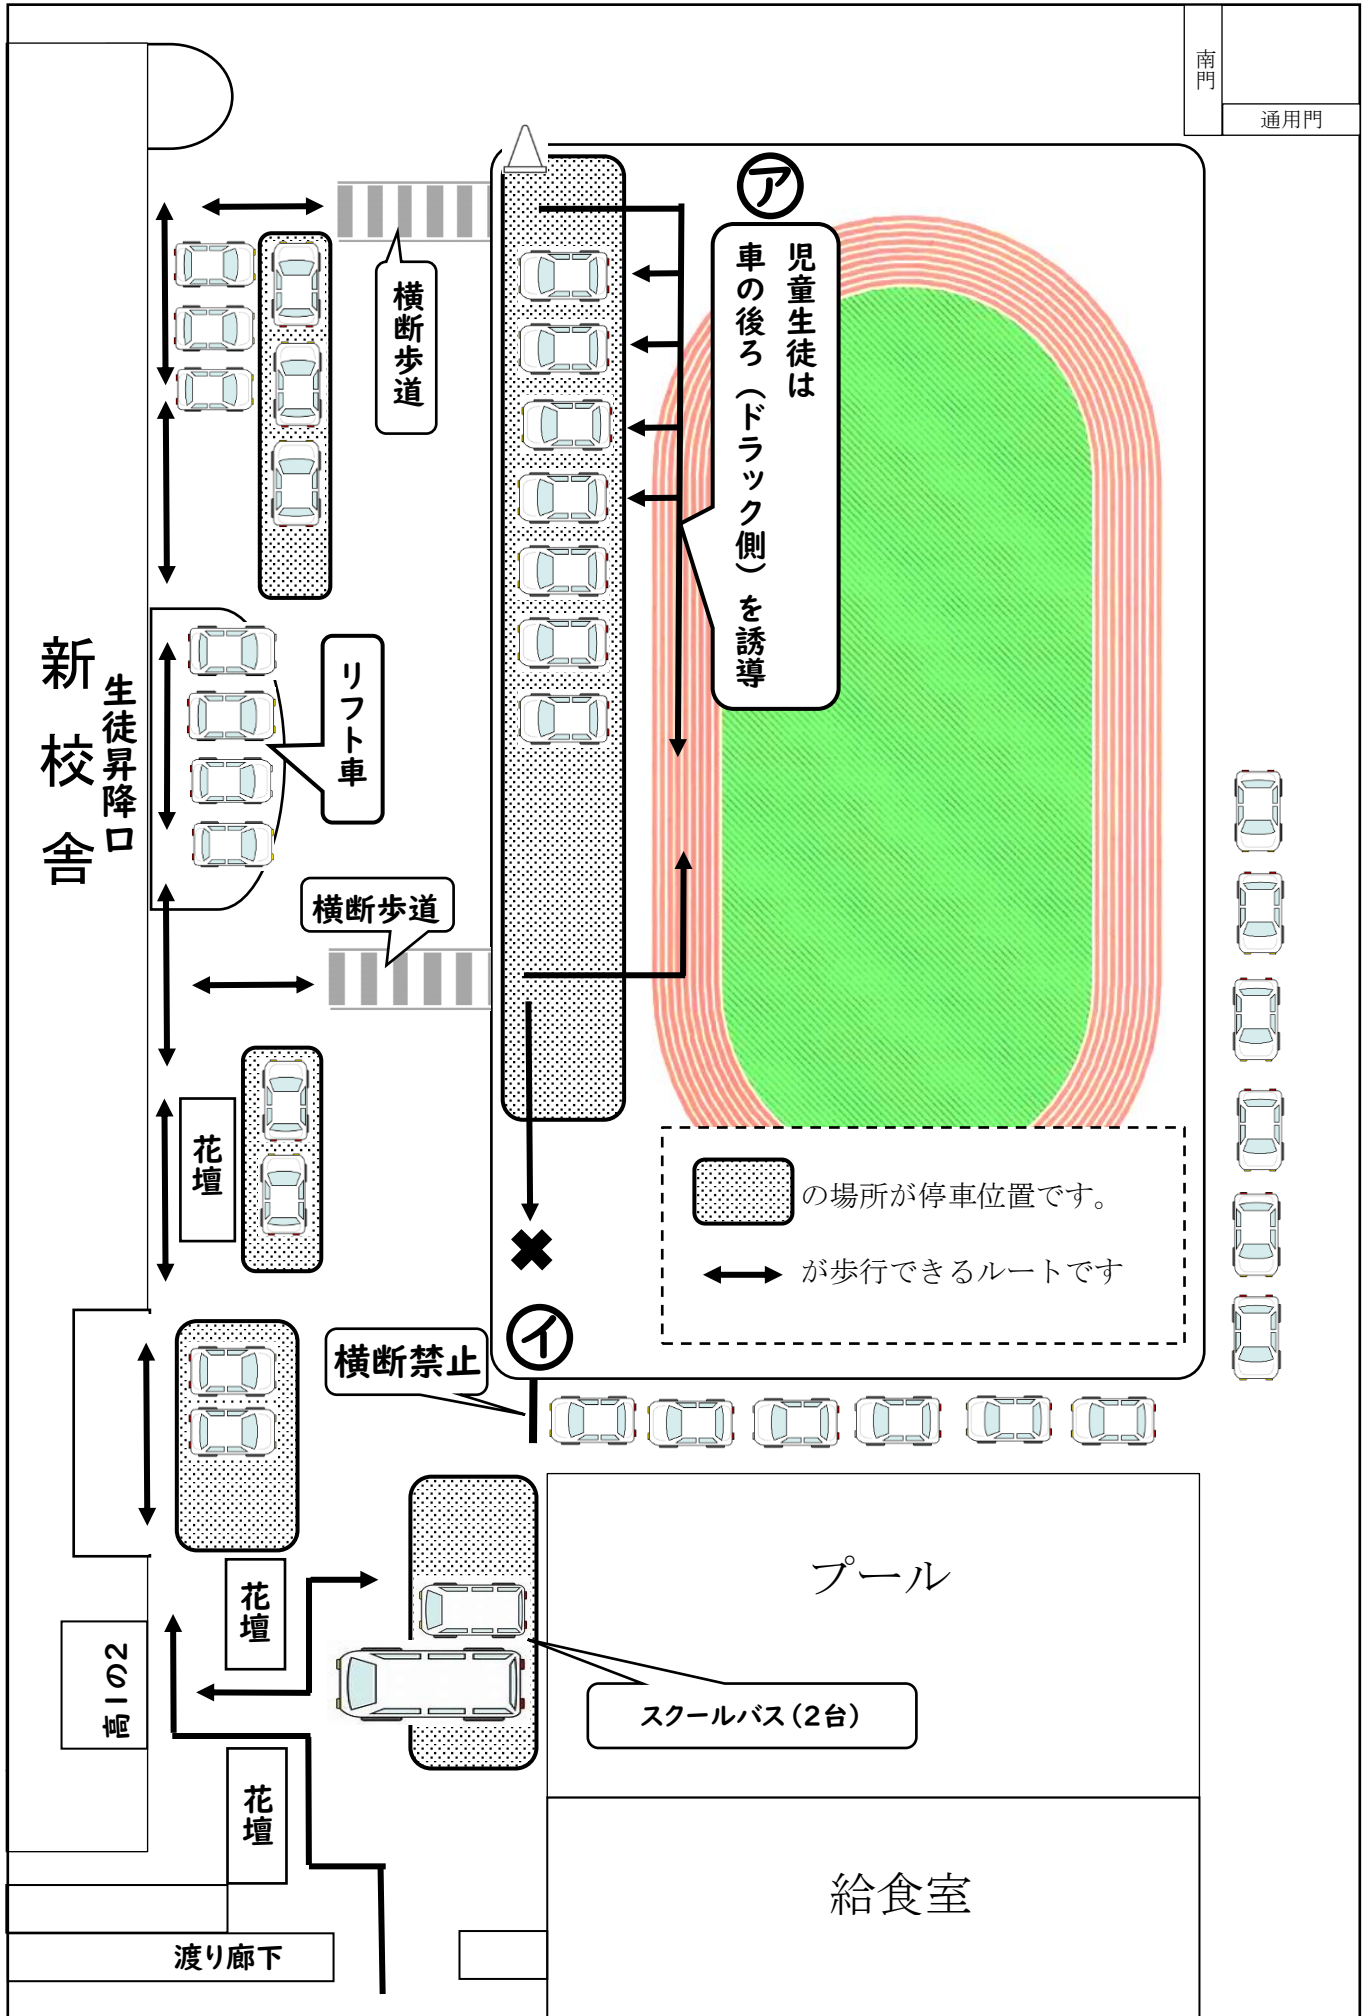 南門
通用門
ア
児童生徒は
車の後ろ（ドラック側）を誘導
横断歩道
リフト車
新校舎
生徒昇降口
横断歩道
花壇
の場所が停車位置です。
が歩行できるルートです
イ
横断禁止
プール
花壇
高1の2
スクールバス（2台）
花壇
給食室
渡り廊下